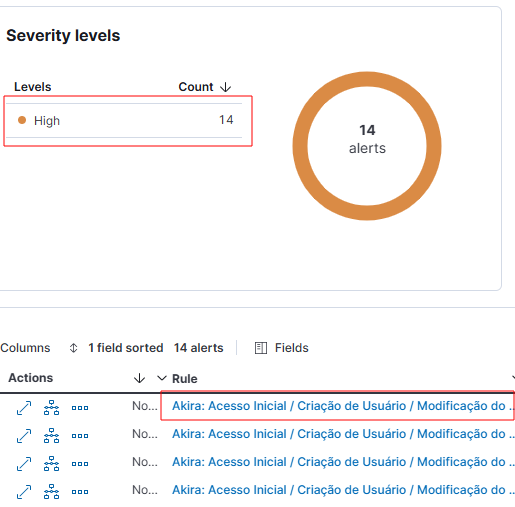 Severity levels
Levels Count
High 14
14
alerts
Columns 1 field sorted 14 alerts Fields
Actions Rule
No... Akira: Acesso Inicial / Criação de Usuário / Modificação do ...
No... Akira: Acesso Inicial / Criação de Usuário / Modificação do ...
No... Akira: Acesso Inicial / Criação de Usuário / Modificação do ...
No... Akira: Acesso Inicial / Criação de Usuário / Modificação do ...